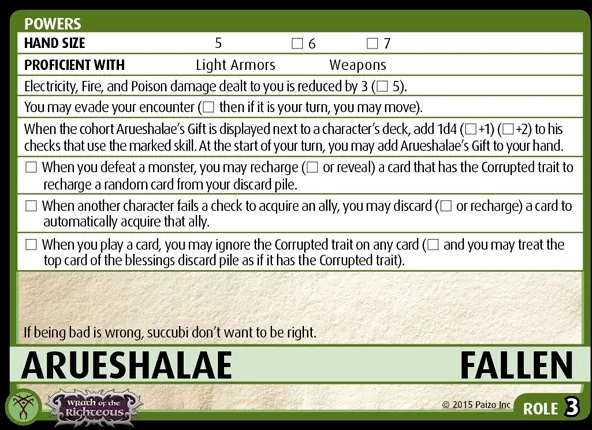 POWERS
HAND SIZE 5 □ 6 □ 7
PROFICIENT WITH Light Armors Weapons
Electricity, Fire, and Poison damage dealt to you is reduced by 3 (□ 5).
You may evade your encounter (□ then if it is your turn, you may move).
When the cohort Arueshalae's Gift is displayed next to a character's deck, add 1d4 (□+1) (□+2) to his
checks that use the marked skill. At the start of your turn, you may add Arueshalae's Gift to your hand.
□ When you defeat a monster, you may recharge (□ or reveal) a card that has the Corrupted trait to
recharge a random card from your discard pile.
□ When another character fails a check to acquire an ally, you may discard (□ or recharge) a card to
automatically acquire that ally.
□ When you play a card, you may ignore the Corrupted trait on any card (□ and you may treat the
top card of the blessings discard pile as if it has the Corrupted trait).
If being bad is wrong, succubi don't want to be right.
ARUESHALAE FALLEN
Wrath of the
Righteous
© 2015 Paizo Inc
ROLE 3